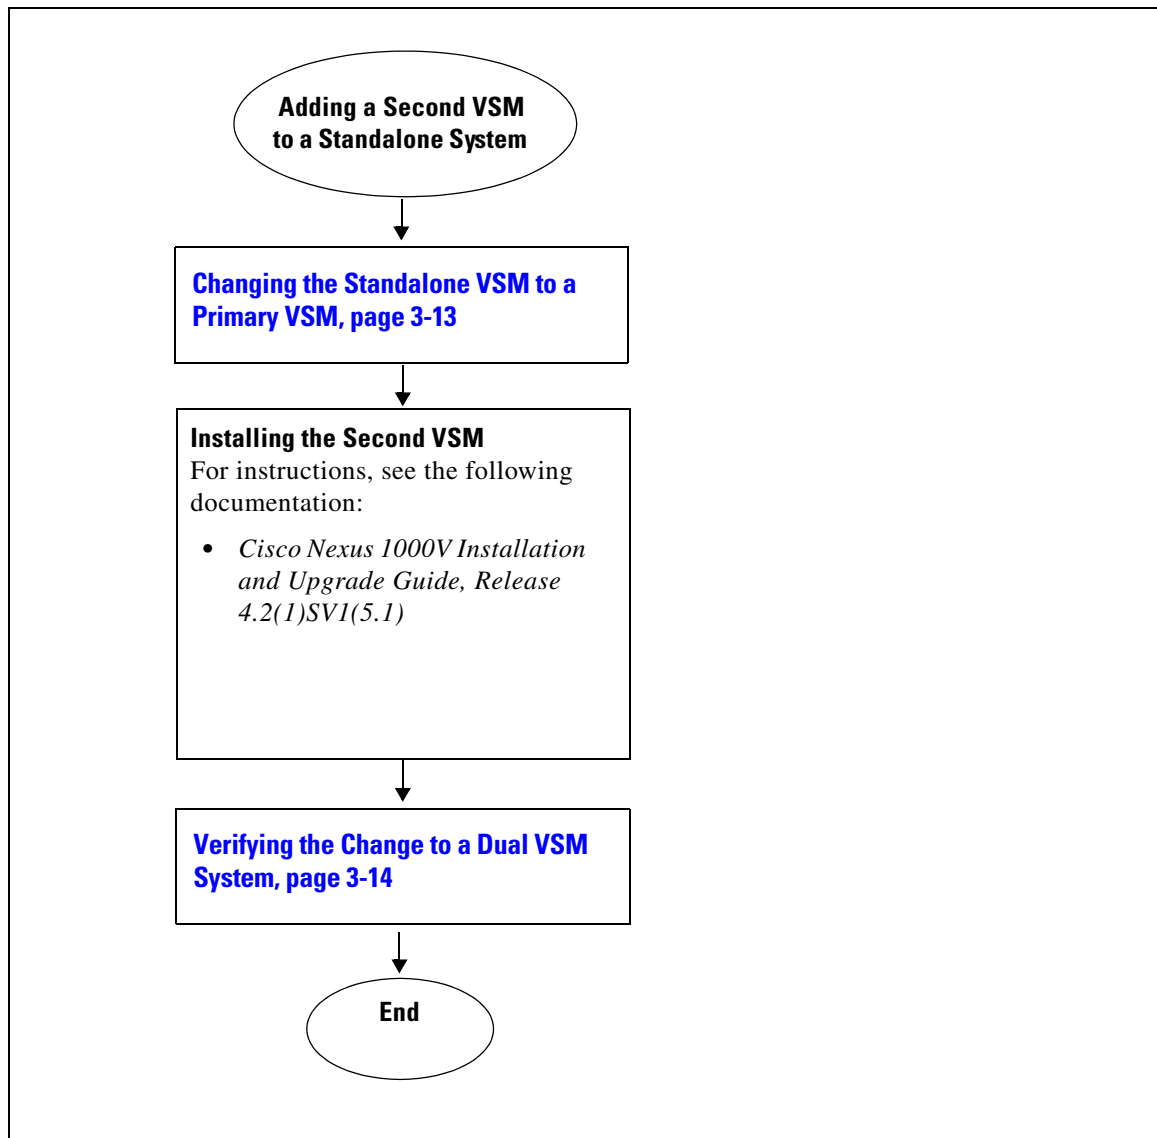 Adding a Second VSM
to a Standalone System
Changing the Standalone VSM to a
Primary VSM, page 3-13
Installing the Second VSM
For instructions, see the following
documentation:
• Cisco Nexus 1000V Installation
and Upgrade Guide, Release
4.2(1)SV1(5.1)
Verifying the Change to a Dual VSM
System, page 3-14
End